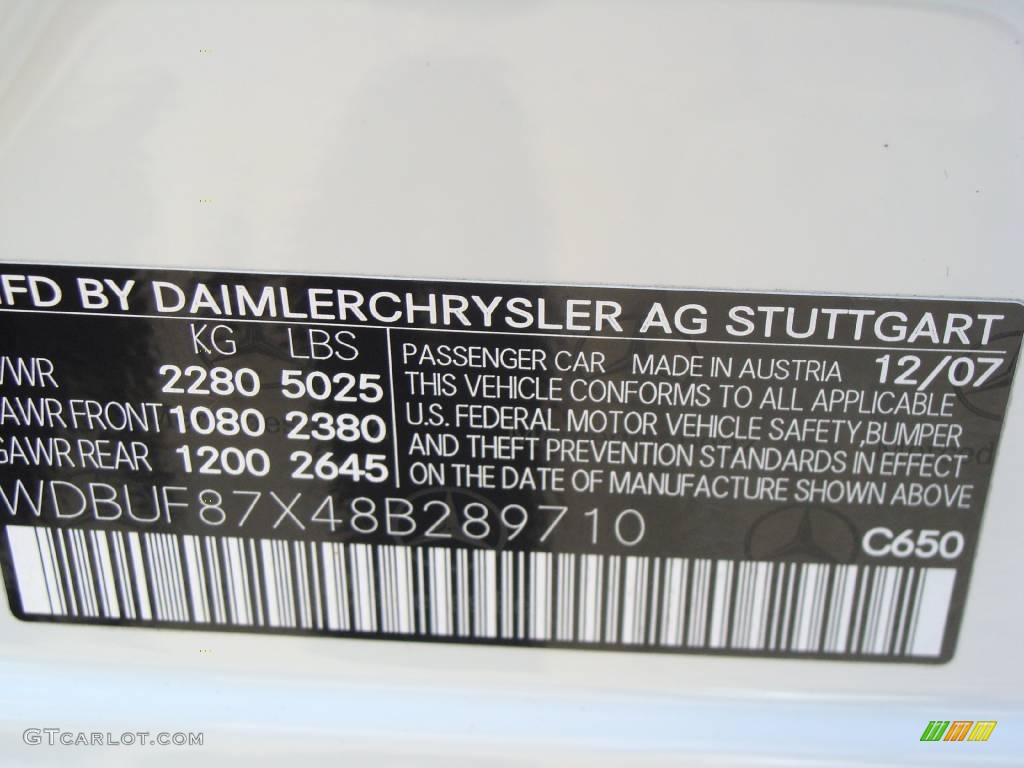 MFD BY DAIMLERCHRYSLER AG STUTTGART
KG LBS
VWR 2280 5025
AWR FRONT 1080 2380
GAWR REAR 1200 2645
PASSENGER CAR MADE IN AUSTRIA 12/07
THIS VEHICLE CONFORMS TO ALL APPLICABLE
U.S. FEDERAL MOTOR VEHICLE SAFETY,BUMPER
AND THEFT PREVENTION STANDARDS IN EFFECT
ON THE DATE OF MANUFACTURE SHOWN ABOVE
WDBUF87X48B289710
C650
GTCARLOT.COM